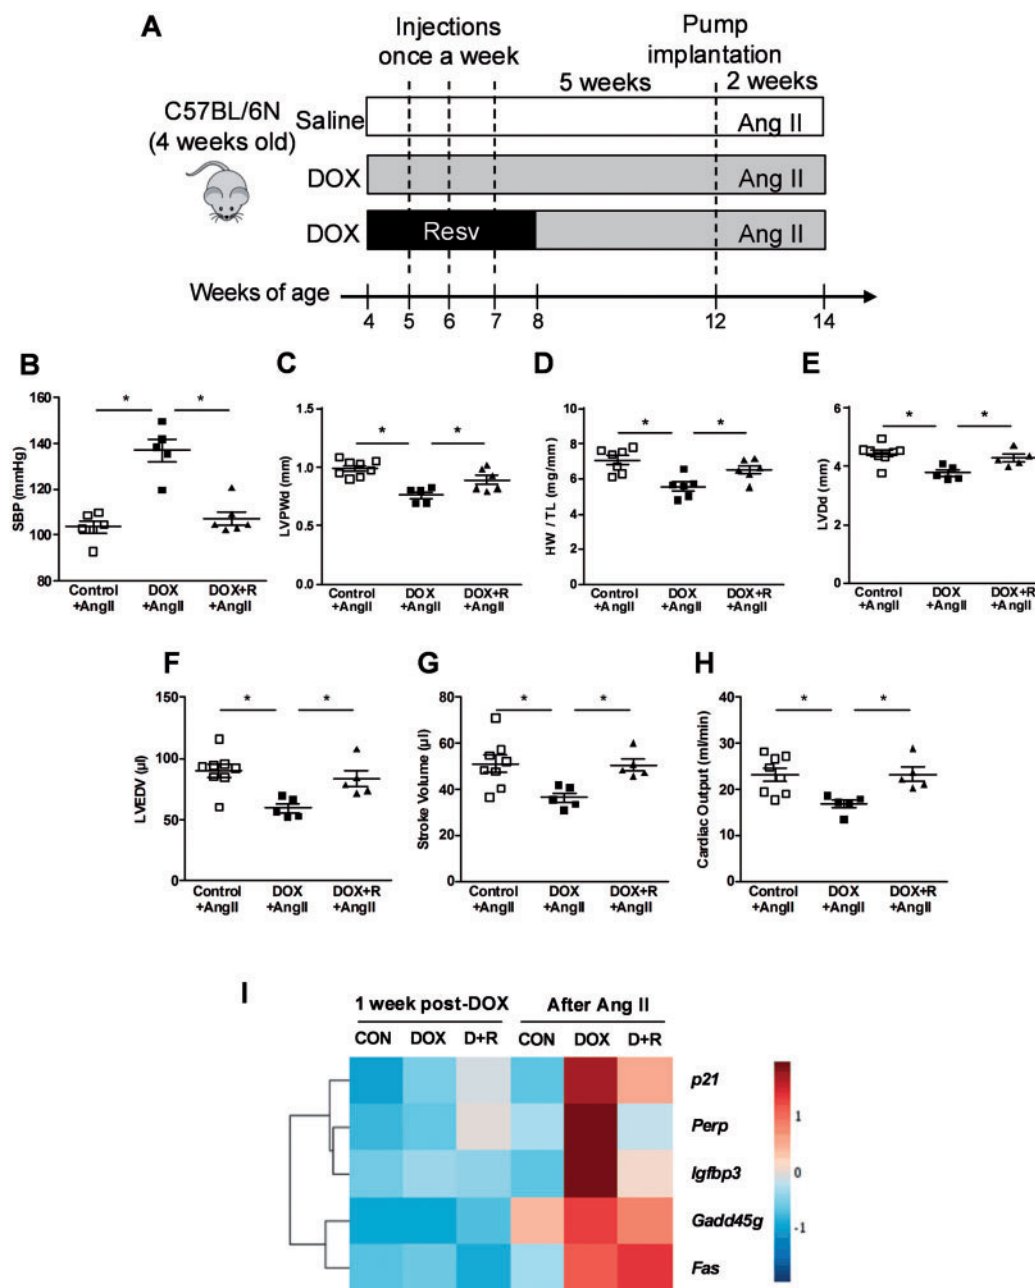 A
Injections
once a week
Pump
implantation
5 weeks
2 weeks
C57BL/6N
(4 weeks old)
Saline
Ang II
DOX
Ang II
DOX
Resv
Ang II
Weeks of age
4 5 6 7 8 12 14
B
SBP (mmHg)
160
140
120
100
80
* *
Control
+AngII
DOX
+AngII
DOX+R
+AngII
C
LVPWd (mm)
1.5
1.0
0.5
0.0
* *
Control
+AngII
DOX
+AngII
DOX+R
+AngII
D
HW / TL (mg/mm)
10
8
6
4
2
0
* *
Control
+AngII
DOX
+AngII
DOX+R
+AngII
E
LVDd (mm)
6
4
2
0
* *
Control
+AngII
DOX
+AngII
DOX+R
+AngII
F
LVEDV (µl)
150
100
50
0
* *
Control
+AngII
DOX
+AngII
DOX+R
+AngII
G
Stroke Volume (µl)
80
60
40
20
0
* *
Control
+AngII
DOX
+AngII
DOX+R
+AngII
H
Cardiac Output (ml/min)
40
30
20
10
0
* *
Control
+AngII
DOX
+AngII
DOX+R
+AngII
I
1 week post-DOX
After Ang II
CON DOX D+R CON DOX D+R
p21
Perp
Igfbp3
Gadd45g
Fas
1
0
-1